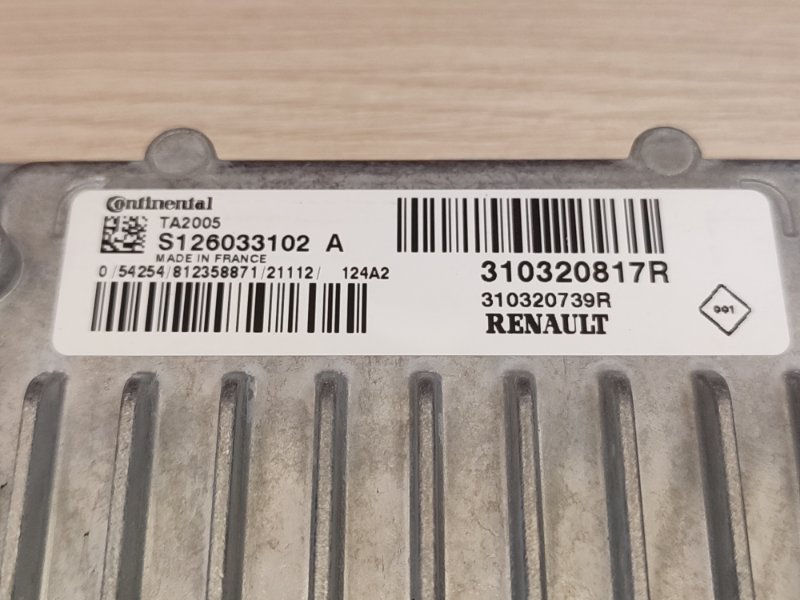 Continental
TA2005
S126033102 A
MADE IN FRANCE
0/54254/812358871/21112/ 124A2
310320817R
310320739R
RENAULT
001